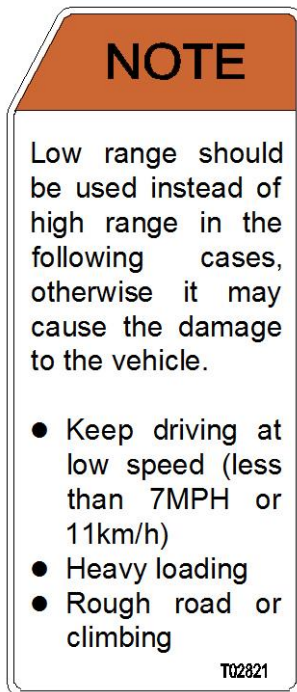 NOTE
Low range should
be used instead of
high range in the
following cases,
otherwise it may
cause the damage
to the vehicle.
● Keep driving at
low speed (less
than 7MPH or
11km/h)
● Heavy loading
● Rough road or
climbing
T02821